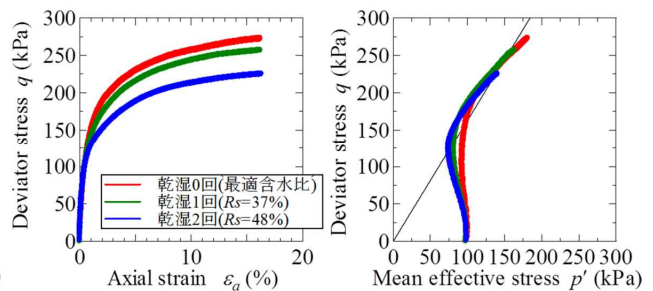 300
250
200
150
100
50
0
Deviator stress q (kPa)
乾湿0回(最適含水比)
乾湿1回(Rs=37%)
乾湿2回(Rs=48%)
0 10 20
Axial strain εa (%)
300
250
200
150
100
50
0
Deviator stress q (kPa)
0 50 100 150 200 250 300
Mean effective stress p' (kPa)